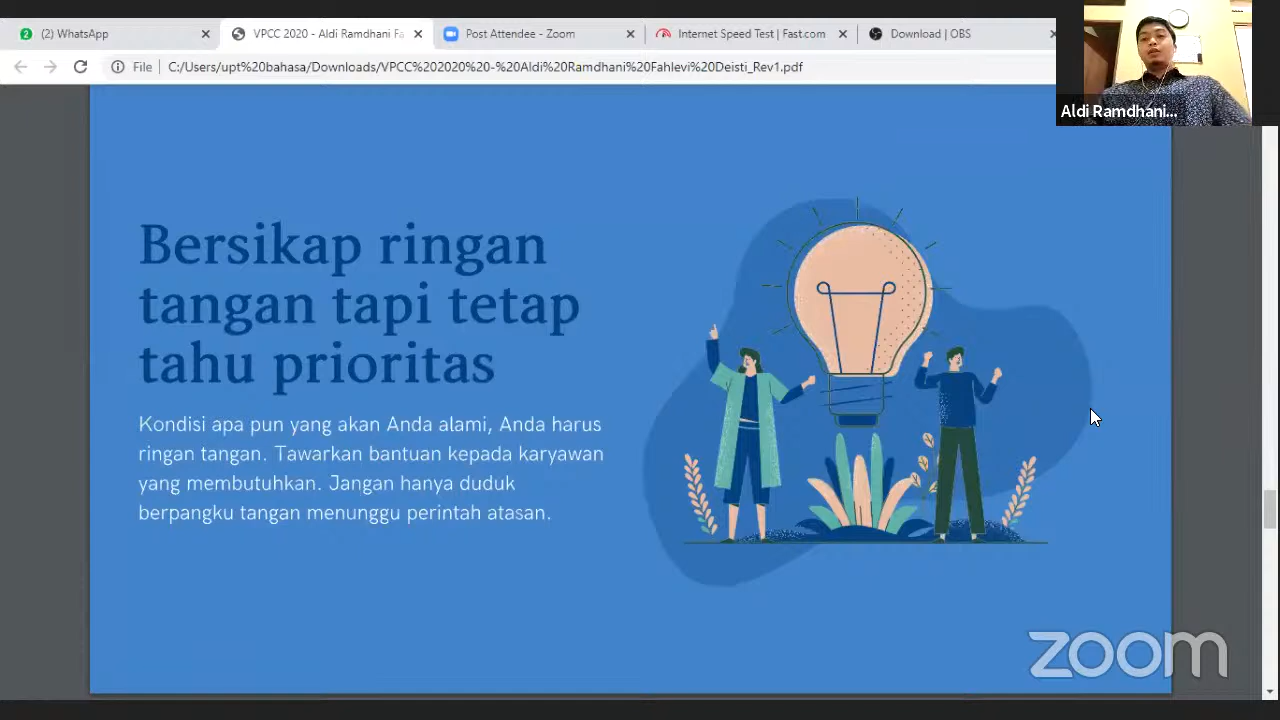 (2) WhatsApp
VPCC 2020 - Aldi Ramdhani Fa
Post Attendee - Zoom
Internet Speed Test | Fast.com
Download | OBS
File
C:/Users/upt%20bahasa/Downloads/VPCC%202020%20-%20Aldi%20Ramdhani%20Fahlevi%20Deisti_Rev1.pdf
Aldi Ramdhani...
Bersikap ringan
tangan tapi tetap
tahu prioritas
Kondisi apa pun yang akan Anda alami, Anda harus
ringan tangan. Tawarkan bantuan kepada karyawan
yang membutuhkan. Jangan hanya duduk
berpangku tangan menunggu perintah atasan.
zoom